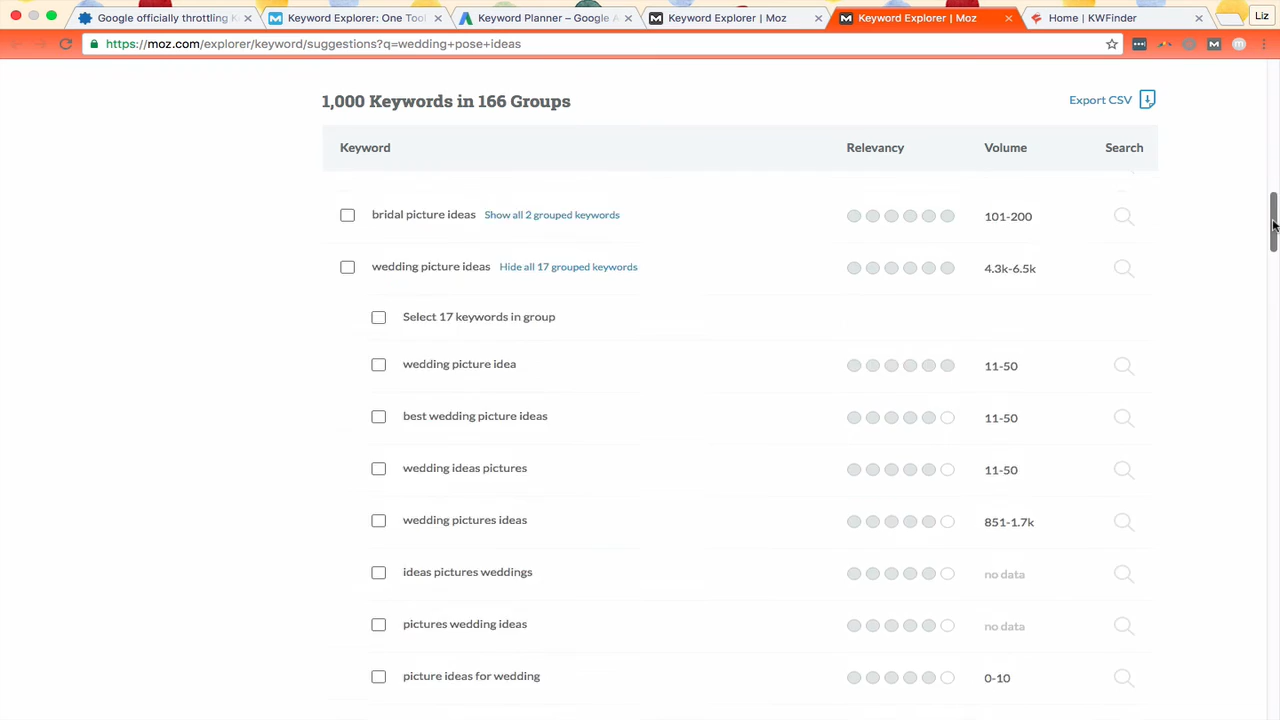 Google officially throttling K
Keyword Explorer: One Tool
Keyword Planner – Google A
Keyword Explorer | Moz
Keyword Explorer | Moz
Home | KWFinder
Liz
https://moz.com/explorer/keyword/suggestions?q=wedding+pose+ideas
1,000 Keywords in 166 Groups
Export CSV
Keyword Relevancy Volume Search
bridal picture ideas Show all 2 grouped keywords 101-200
wedding picture ideas Hide all 17 grouped keywords 4.3k-6.5k
Select 17 keywords in group
wedding picture idea 11-50
best wedding picture ideas 11-50
wedding ideas pictures 11-50
wedding pictures ideas 851-1.7k
ideas pictures weddings no data
pictures wedding ideas no data
picture ideas for wedding 0-10